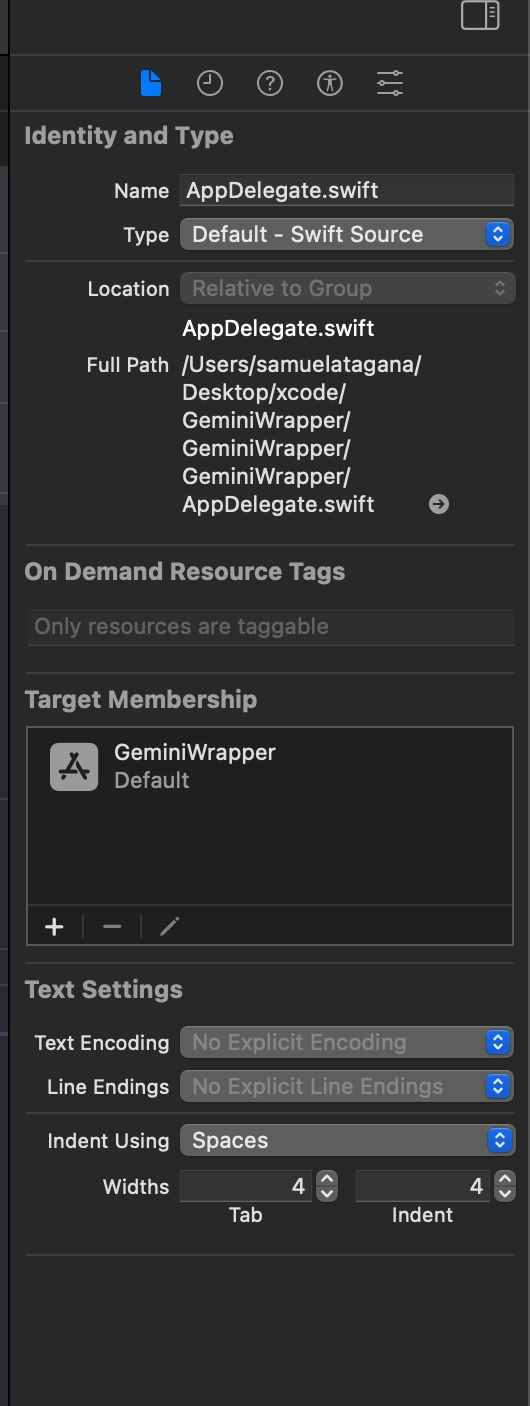 Identity and Type
Name AppDelegate.swift
Type Default - Swift Source
Location Relative to Group
AppDelegate.swift
Full Path /Users/samuelatagana/
Desktop/xcode/
GeminiWrapper/
GeminiWrapper/
GeminiWrapper/
AppDelegate.swift
On Demand Resource Tags
Only resources are taggable
Target Membership
GeminiWrapper
Default
Text Settings
Text Encoding No Explicit Encoding
Line Endings No Explicit Line Endings
Indent Using Spaces
Widths 4 4
Tab Indent